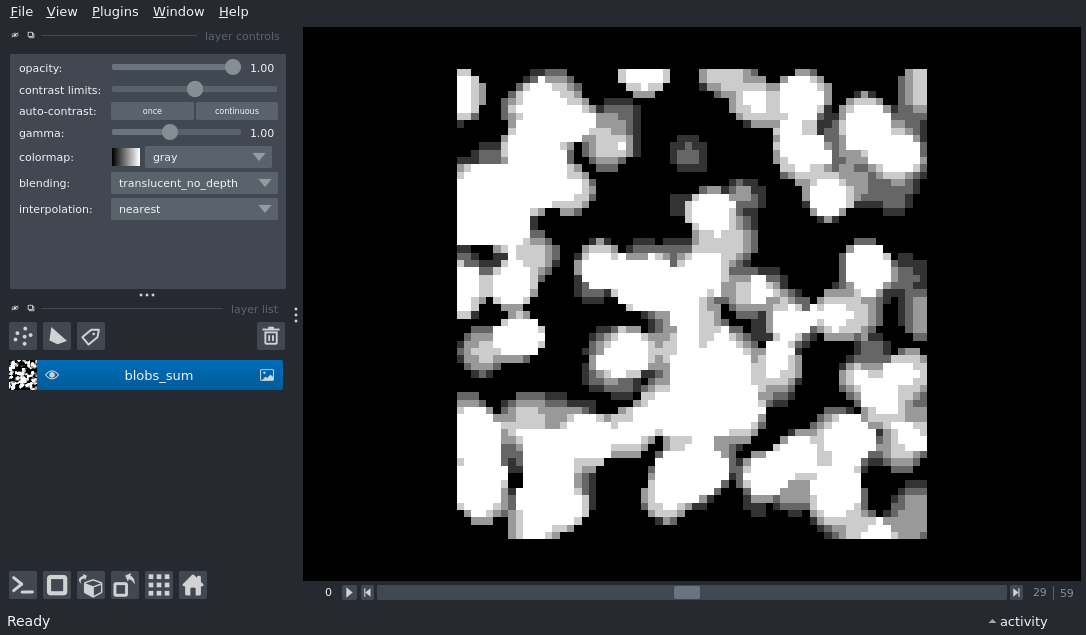 File View Plugins Window Help
layer controls
opacity: 1.00
contrast limits:
auto-contrast: once continuous
gamma: 1.00
colormap: gray
blending: translucent_no_depth
interpolation: nearest
layer list
blobs_sum
0 29 59
Ready activity